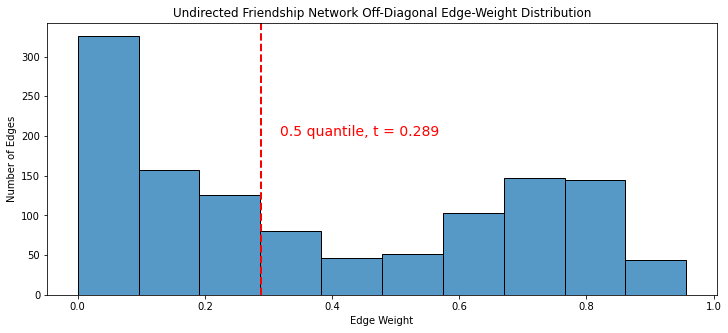 Undirected Friendship Network Off-Diagonal Edge-Weight Distribution
Number of Edges
300
250
200
150
100
50
0
0.5 quantile, t = 0.289
0.0 0.2 0.4 0.6 0.8 1.0
Edge Weight